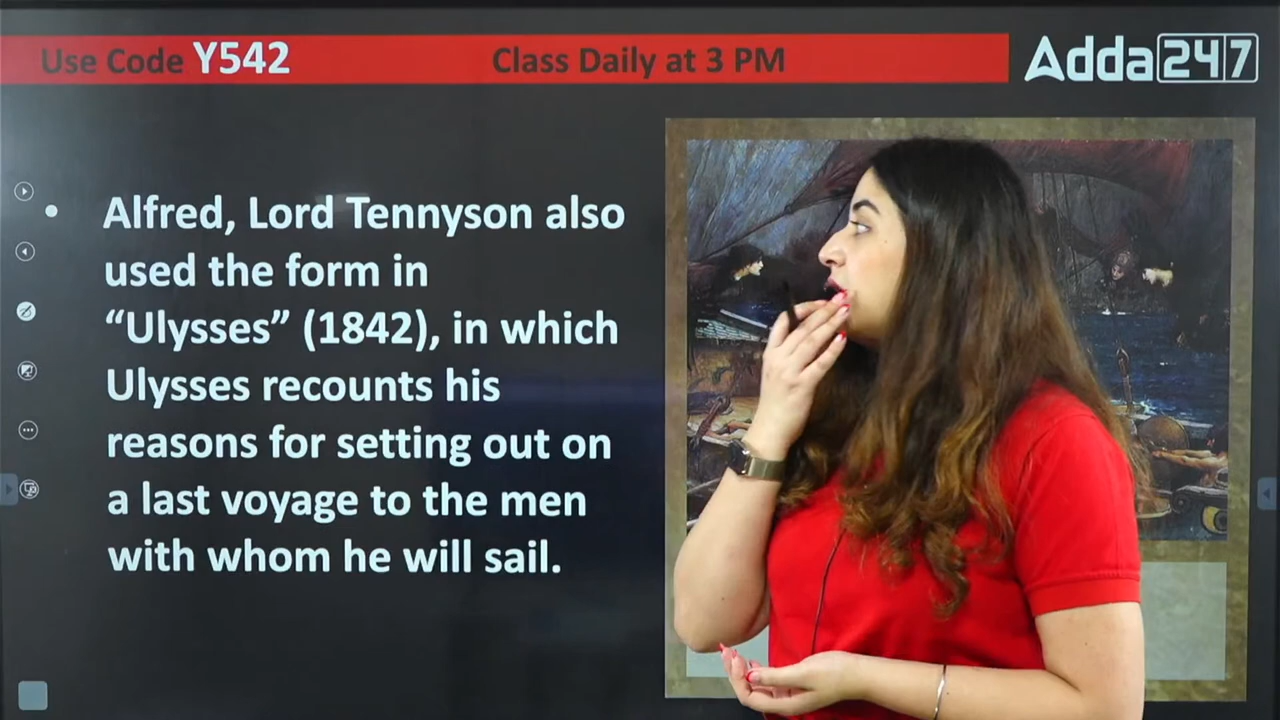 Use Code Y542
Class Daily at 3 PM
Adda247
• Alfred, Lord Tennyson also
used the form in
“Ulysses” (1842), in which
Ulysses recounts his
reasons for setting out on
a last voyage to the men
with whom he will sail.